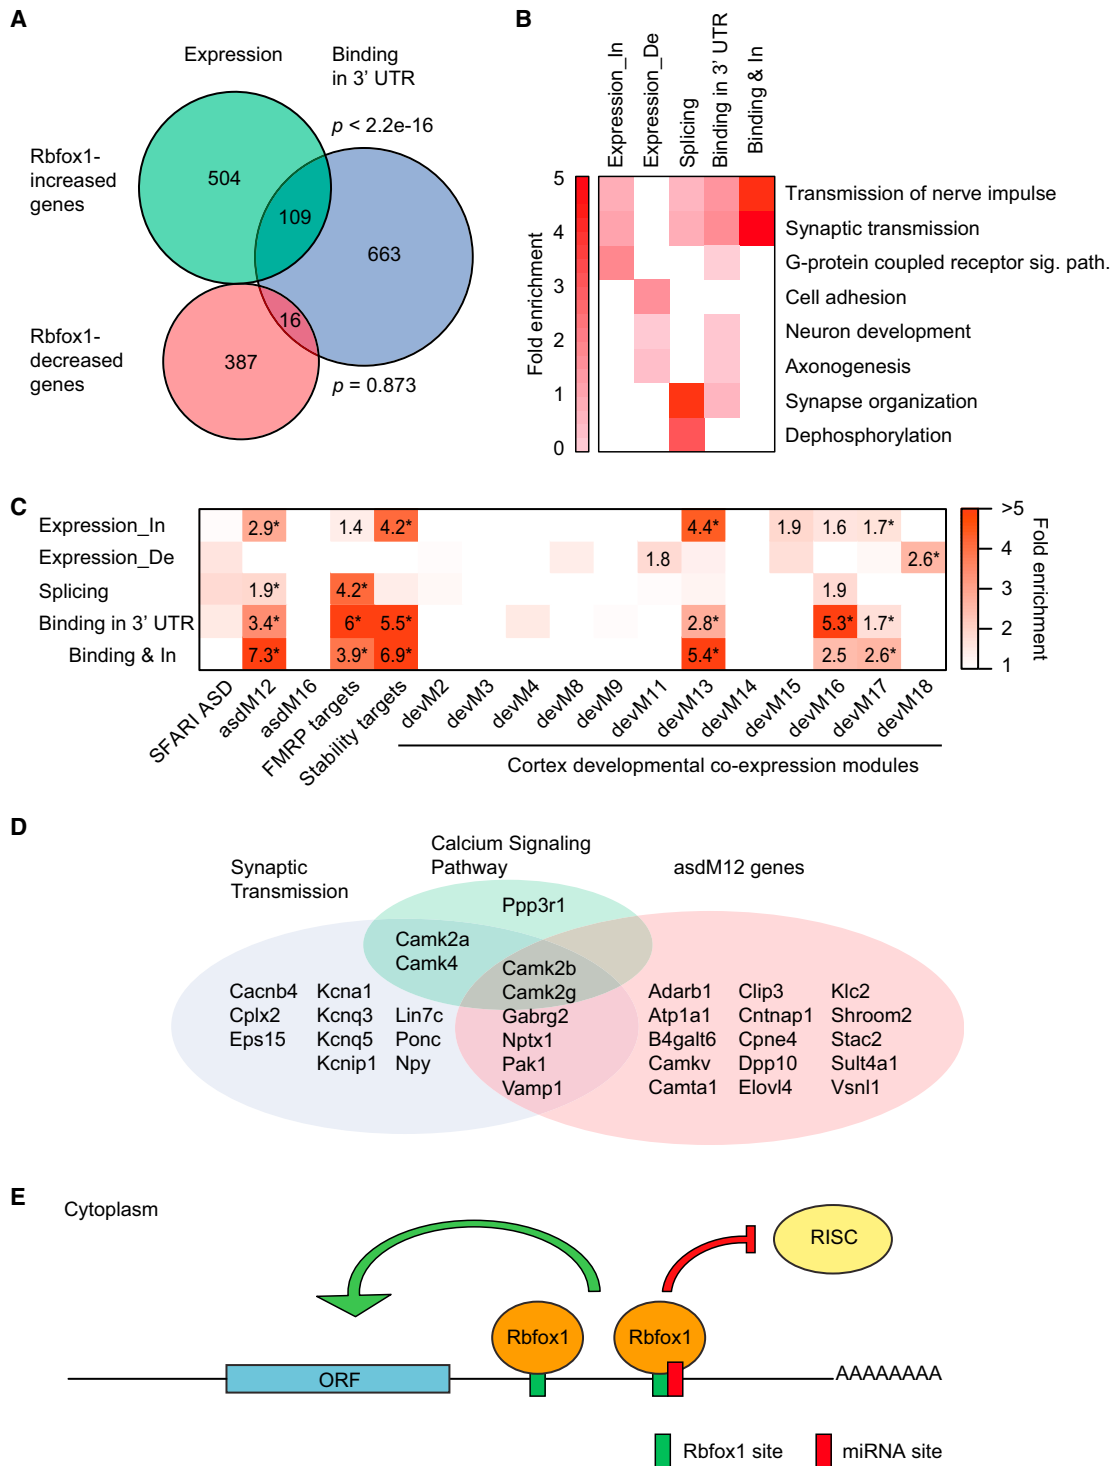 A
Expression
Binding
in 3' UTR
p < 2.2e-16
Rbfox1-
increased
genes
504
109
663
16
Rbfox1-
decreased
genes
387
p = 0.873
B
Expression_In
Expression_De
Splicing
Binding in 3' UTR
Binding & In
Fold enrichment
5
4
3
2
1
0
Transmission of nerve impulse
Synaptic transmission
G-protein coupled receptor sig. path.
Cell adhesion
Neuron development
Axonogenesis
Synapse organization
Dephosphorylation
C
Expression_In 2.9* 1.4 4.2* 4.4* 1.9 1.6 1.7*
Expression_De 1.8 2.6*
Splicing 1.9* 4.2* 1.9
Binding in 3' UTR 3.4* 6* 5.5* 2.8* 5.3* 1.7*
Binding & In 7.3* 3.9* 6.9* 5.4* 2.5 2.6*
>5
4
3
2
1
Fold enrichment
SFARI ASD
asdM12
asdM16
FMRP targets
Stability targets
devM2
devM3
devM4
devM8
devM9
devM11
devM13
devM14
devM15
devM16
devM17
devM18
Cortex developmental co-expression modules
D
Synaptic
Transmission
Calcium Signaling
Pathway
asdM12 genes
Ppp3r1
Camk2a
Camk4
Camk2b
Camk2g
Gabrg2
Nptx1
Pak1
Vamp1
Cacnb4
Cplx2
Eps15
Kcna1
Kcnq3
Kcnq5
Kcnip1
Lin7c
Ponc
Npy
Adarb1
Atp1a1
B4galt6
Camkv
Camta1
Clip3
Cntnap1
Cpne4
Dpp10
Elovl4
Klc2
Shroom2
Stac2
Sult4a1
Vsnl1
E
Cytoplasm
RISC
Rbfox1
Rbfox1
ORF
AAAAAAAA
Rbfox1 site
miRNA site